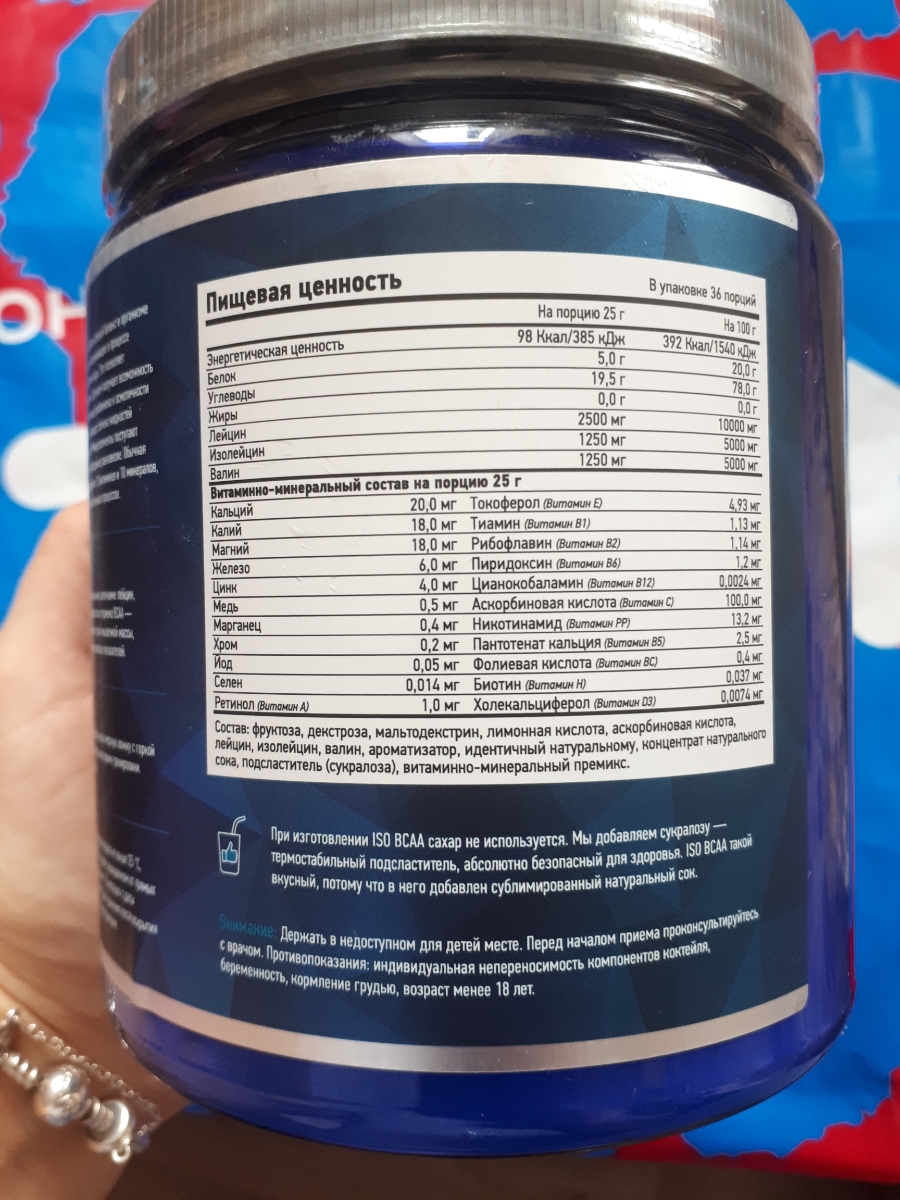 ОН
Пищевая ценность
В упаковке 36 порций
На порцию 25 г На 100 г
Энергетическая ценность 98 Ккал/385 кДж 392 Ккал/1540 кДж
Белок 5,0 г 20,0 г
Углеводы 19,5 г 78,0 г
Жиры 0,0 г 0,0 г
Лейцин 2500 мг 10000 мг
Изолейцин 1250 мг 5000 мг
Валин 1250 мг 5000 мг
Витаминно-минеральный состав на порцию 25 г
Кальций 20,0 мг Токоферол (Витамин Е) 4,93 мг
Калий 18,0 мг Тиамин (Витамин В1) 1,13 мг
Магний 18,0 мг Рибофлавин (Витамин В2) 1,14 мг
Железо 6,0 мг Пиридоксин (Витамин В6) 1,2 мг
Цинк 4,0 мг Цианокобаламин (Витамин В12) 0,0024 мг
Медь 0,5 мг Аскорбиновая кислота (Витамин С) 100,0 мг
Марганец 0,4 мг Никотинамид (Витамин РР) 13,2 мг
Хром 0,2 мг Пантотенат кальция (Витамин В5) 2,5 мг
Йод 0,05 мг Фолиевая кислота (Витамин ВС) 0,4 мг
Селен 0,014 мг Биотин (Витамин Н) 0,037 мг
Ретинол (Витамин А) 1,0 мг Холекальциферол (Витамин D3) 0,0074 мг
Состав: фруктоза, декстроза, мальтодекстрин, лимонная кислота, аскорбиновая кислота,
лейцин, изолейцин, валин, ароматизатор, идентичный натуральному, концентрат натурального
сока, подсластитель (сукралоза), витаминно-минеральный премикс.
При изготовлении ISO BCAA сахар не используется. Мы добавляем сукралозу —
термостабильный подсластитель, абсолютно безопасный для здоровья. ISO BCAA такой
вкусный, потому что в него добавлен сублимированный натуральный сок.
Внимание: Держать в недоступном для детей месте. Перед началом приема проконсультируйтесь
с врачом. Противопоказания: индивидуальная непереносимость компонентов коктейля,
беременность, кормление грудью, возраст менее 18 лет.